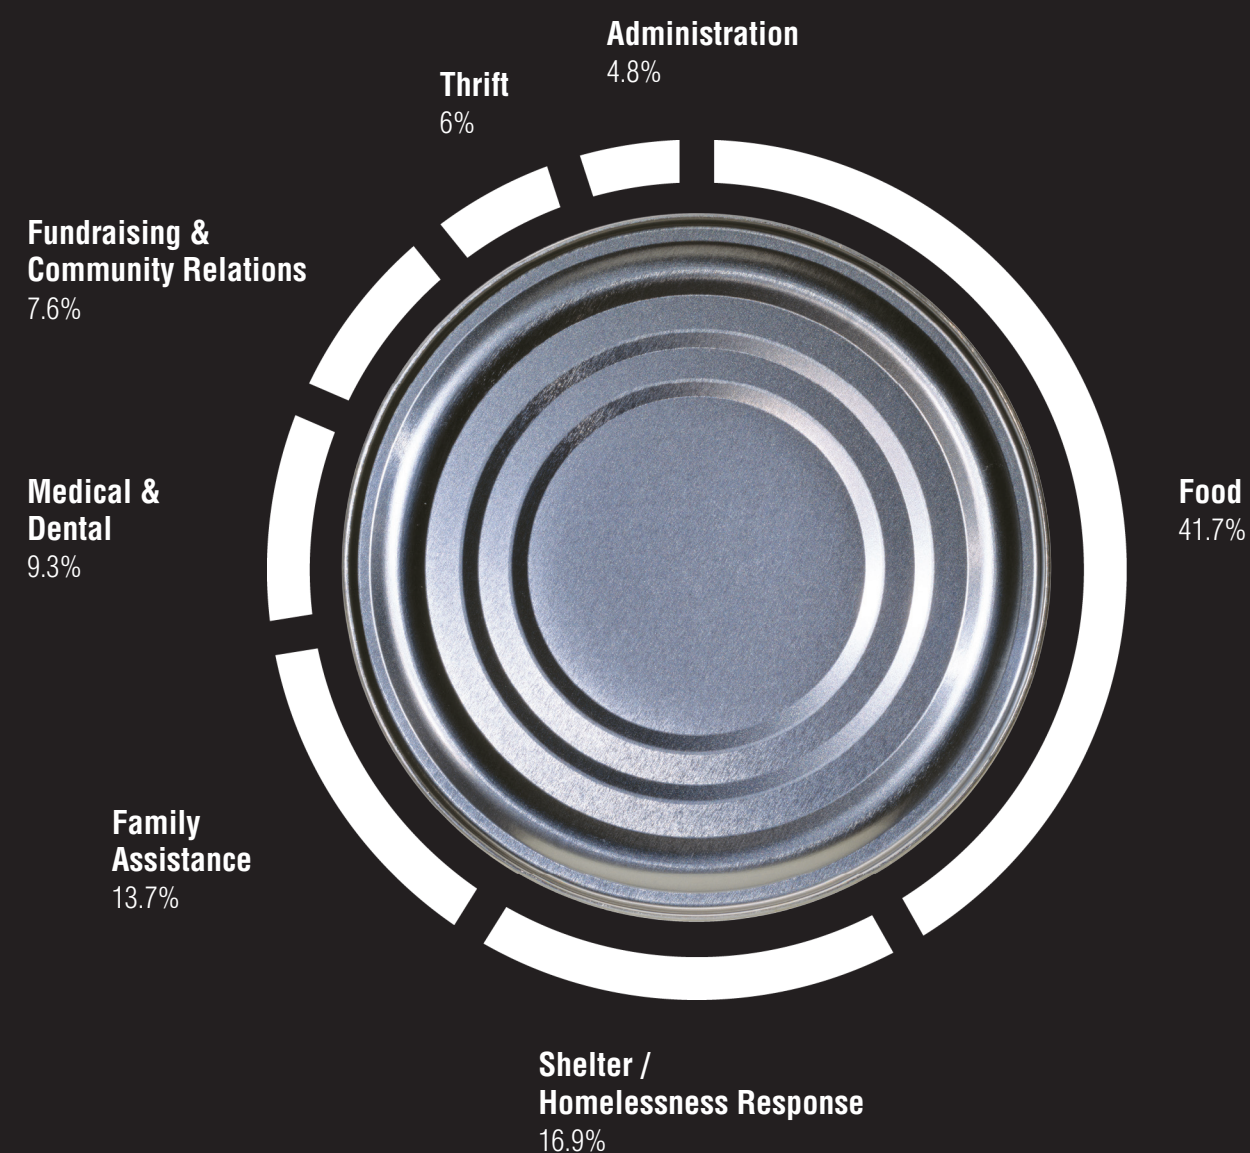 Administration
4.8%
Thrift
6%
Fundraising &
Community Relations
7.6%
Medical &
Dental
9.3%
Food
41.7%
Family
Assistance
13.7%
Shelter /
Homelessness Response
16.9%